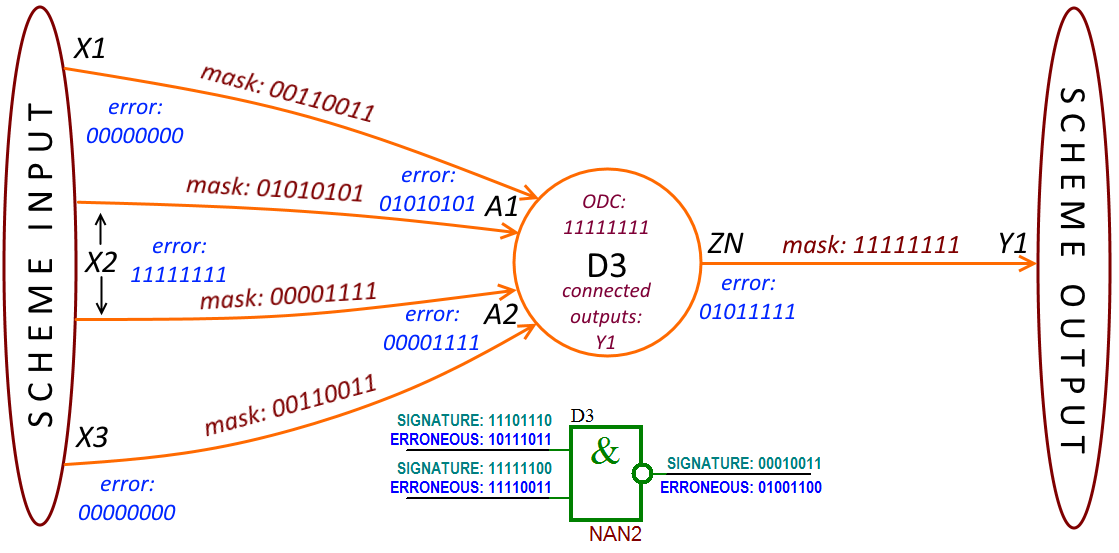 SCHEME INPUT
X1
mask: 00110011
error:
00000000
mask: 01010101
error:
01010101
A1
X2
error:
11111111
mask: 00001111
error:
00001111
A2
mask: 00110011
X3
error:
00000000
ODC:
11111111
D3
connected
outputs:
Y1
ZN
mask: 11111111
Y1
error:
01011111
SCHEME OUTPUT
D3
SIGNATURE: 11101110
ERRONEOUS: 10111011
SIGNATURE: 11111100
ERRONEOUS: 11110011
&
SIGNATURE: 00010011
ERRONEOUS: 01001100
NAN2